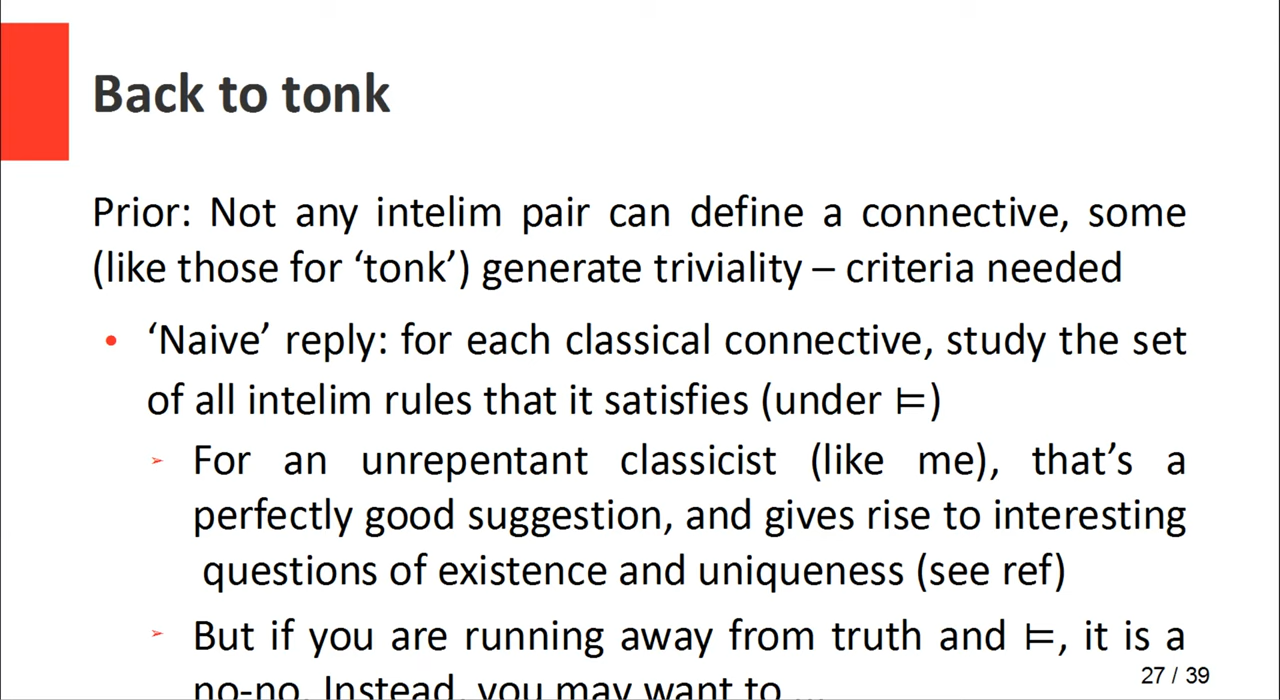 Back to tonk
Prior: Not any intelim pair can define a connective, some
(like those for ‘tonk’) generate triviality – criteria needed
• ‘Naive’ reply: for each classical connective, study the set
of all intelim rules that it satisfies (under ⊨)
➢ For an unrepentant classicist (like me), that’s a
perfectly good suggestion, and gives rise to interesting
questions of existence and uniqueness (see ref)
➢ But if you are running away from truth and ⊨, it is a
no-no. Instead, you may want to ...
27 / 39